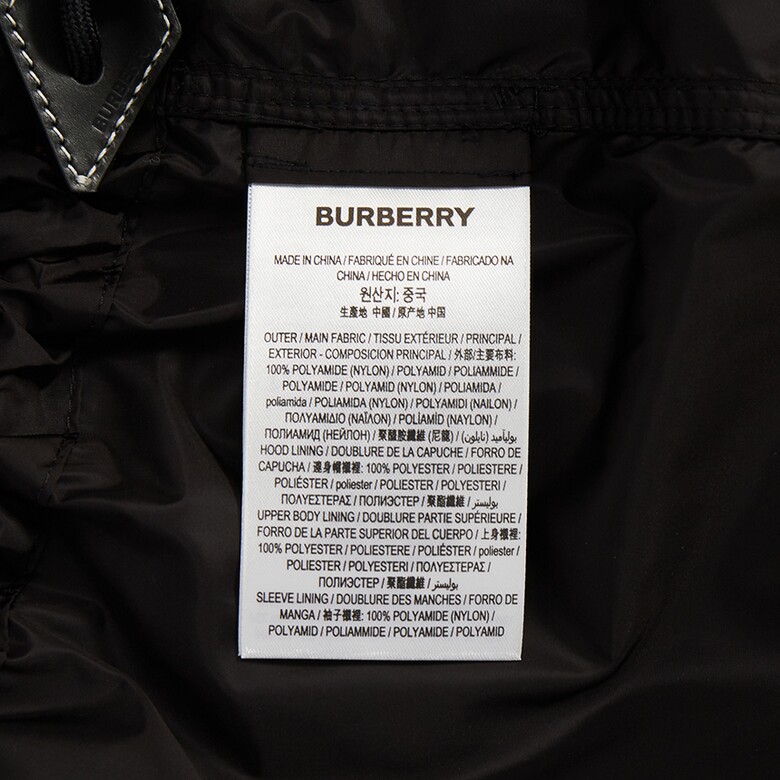 BURBERRY
BURBERRY
MADE IN CHINA / FABRIQUÉ EN CHINE / FABRICADO NA
CHINA / HECHO EN CHINA
원산지: 중국
生產地 中國 / 原产地 中国
OUTER / MAIN FABRIC / TISSU EXTÉRIEUR / PRINCIPAL /
EXTERIOR - COMPOSICION PRINCIPAL / 外部/主要布料:
100% POLYAMIDE (NYLON) / POLYAMID / POLIAMMIDE /
POLYAMIDE / POLYAMID (NYLON) / POLIAMIDA /
poliamida / POLIAMIDA (NYLON) / POLYAMIDI (NAILON) /
ΠΟΛΥΑΜΙΔΙΟ (ΝΑΪΛΟΝ) / POLİAMİD (NAYLON) /
ПОЛИАМИД (НЕЙЛОН) / 聚醯胺纖維 (尼龍) / بولياميد (نايلون) /
HOOD LINING / DOUBLURE DE LA CAPUCHE / FORRO DE
CAPUCHA / 連身帽襯裡: 100% POLYESTER / POLIESTERE /
POLIÉSTER / poliester / POLIESTER / POLYESTERI /
ΠΟΛΥΕΣΤΕΡΑΣ / ПОЛИЭСТЕР / 聚酯纖維 / بوليستر /
UPPER BODY LINING / DOUBLURE PARTIE SUPÉRIEURE /
FORRO DE LA PARTE SUPERIOR DEL CUERPO / 上身襯裡:
100% POLYESTER / POLIESTERE / POLIÉSTER / poliester /
POLIESTER / POLYESTERI / ΠΟΛΥΕΣΤΕΡΑΣ /
ПОЛИЭСТЕР / 聚酯纖維 / بوليستر /
SLEEVE LINING / DOUBLURE DES MANCHES / FORRO DE
MANGA / 袖子襯裡: 100% POLYAMIDE (NYLON) /
POLYAMID / POLIAMMIDE / POLYAMIDE / POLYAMID